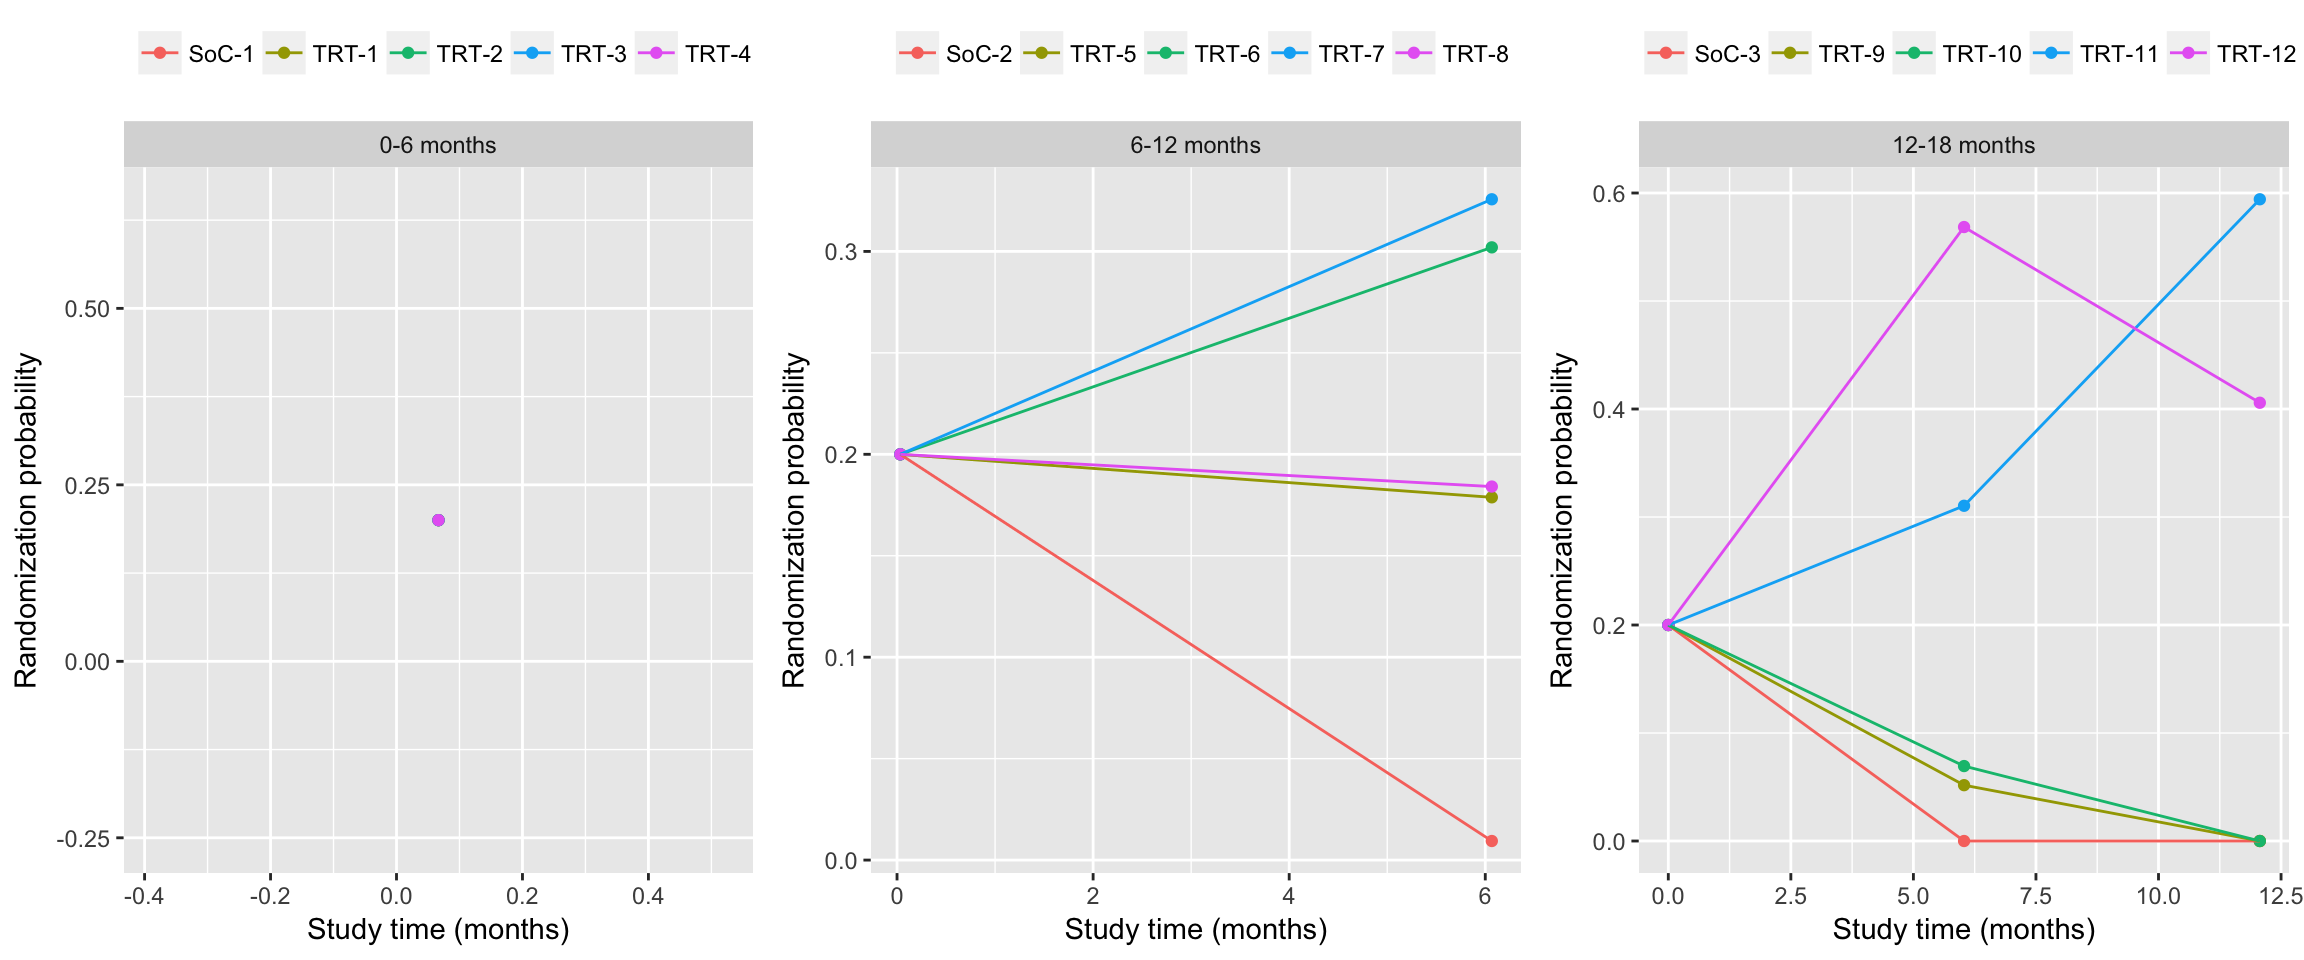 SoC-1 TRT-1 TRT-2 TRT-3 TRT-4
0-6 months
0.50
0.25
0.00
-0.25
-0.4 -0.2 0.0 0.2 0.4
Study time (months)
Randomization probability
SoC-2 TRT-5 TRT-6 TRT-7 TRT-8
6-12 months
0.3
0.2
0.1
0.0
0 2 4 6
Study time (months)
Randomization probability
SoC-3 TRT-9 TRT-10 TRT-11 TRT-12
12-18 months
0.6
0.4
0.2
0.0
0.0 2.5 5.0 7.5 10.0 12.5
Study time (months)
Randomization probability